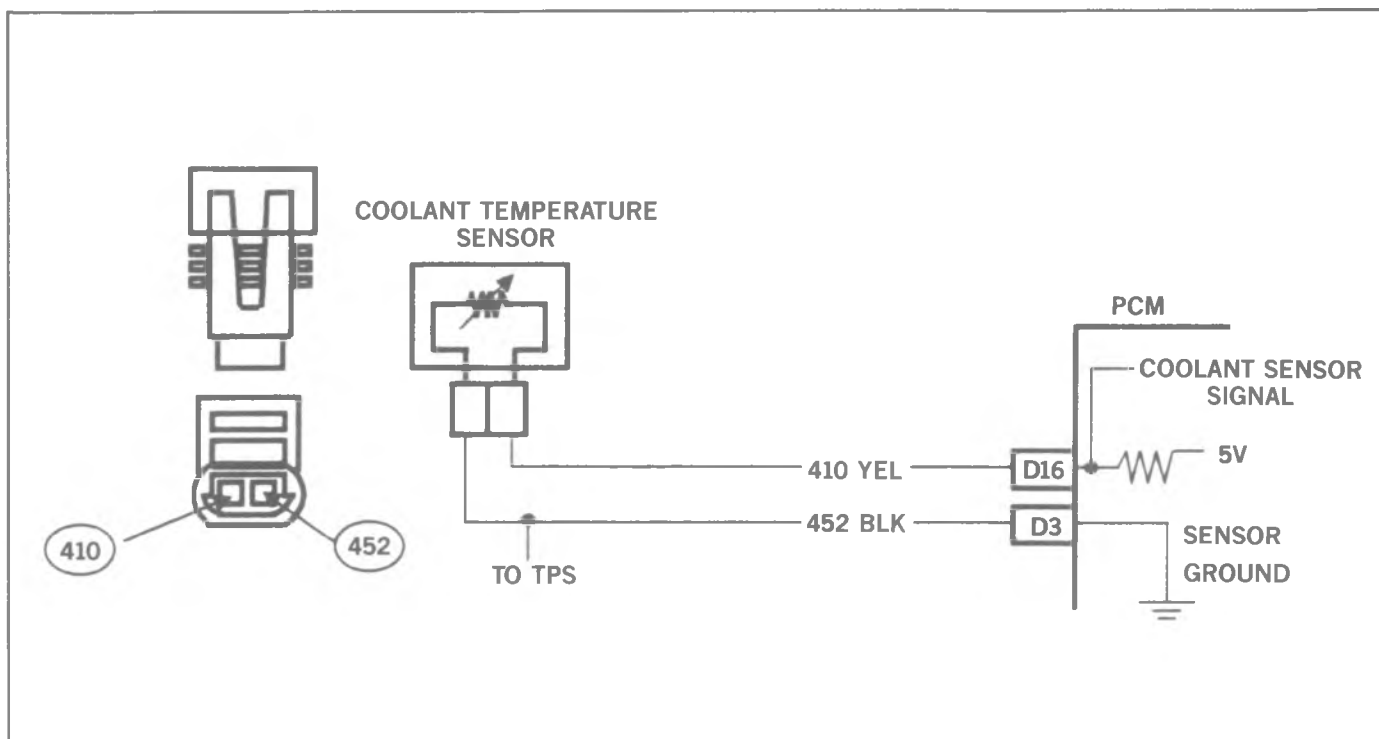 COOLANT TEMPERATURE
SENSOR
PCM
COOLANT SENSOR
SIGNAL
5V
410 YEL
D16
452 BLK
D3
SENSOR
GROUND
TO TPS
410
452